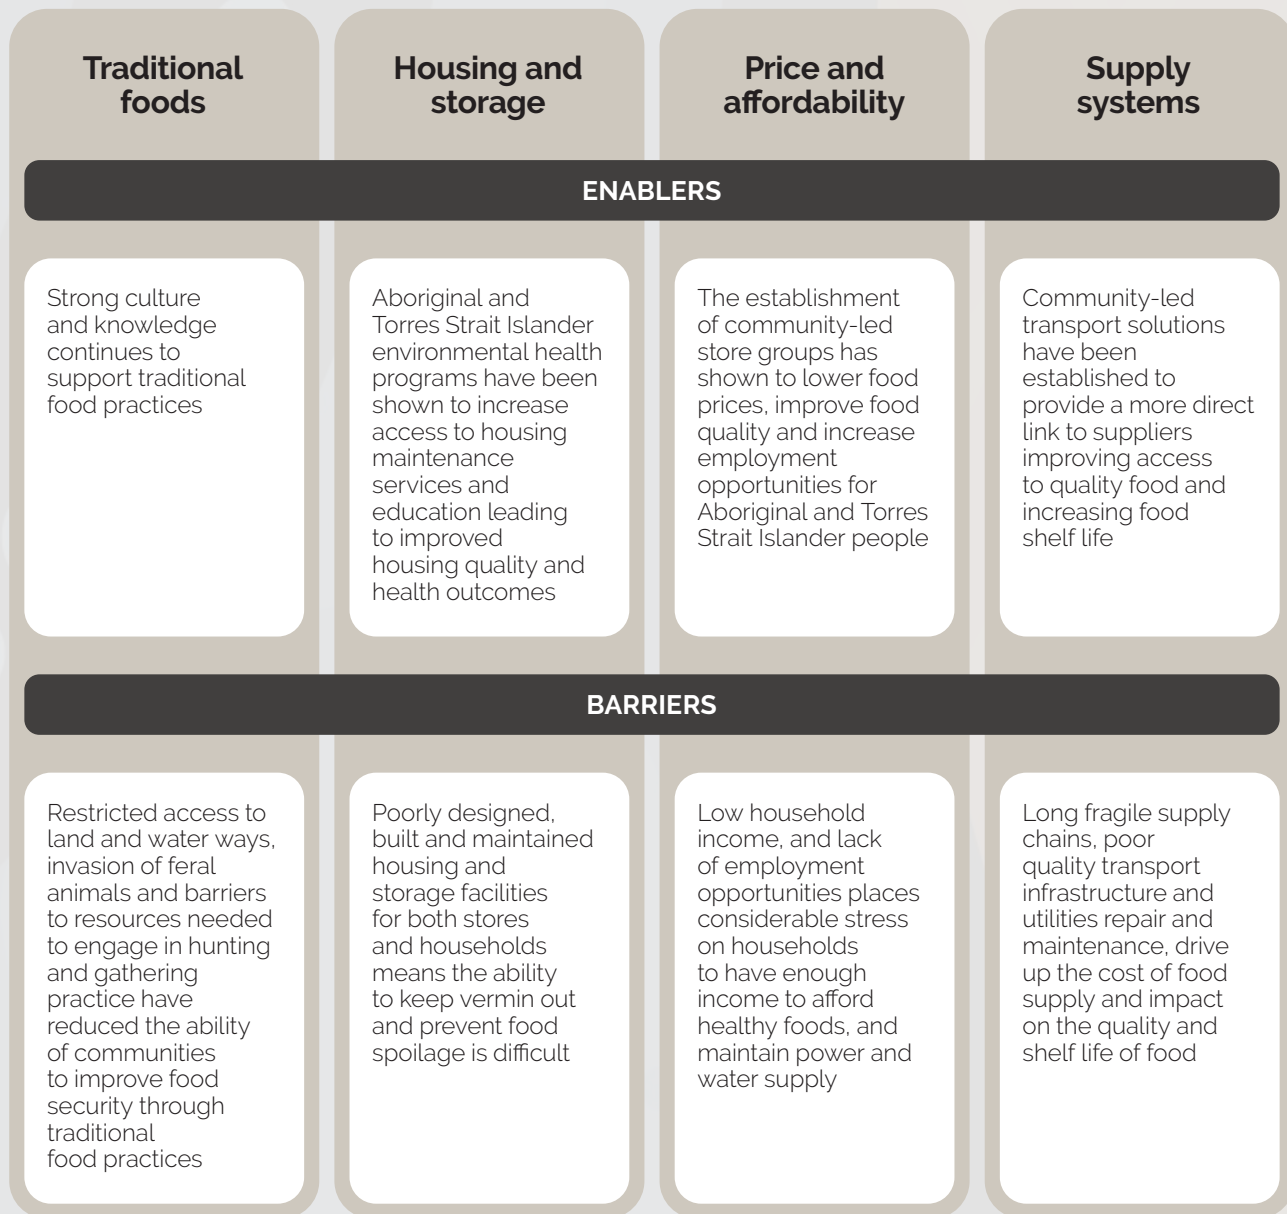 Traditional
foods
Housing and
storage
Price and
affordability
Supply
systems
ENABLERS
Strong culture
and knowledge
continues to
support traditional
food practices
Aboriginal and
Torres Strait Islander
environmental health
programs have been
shown to increase
access to housing
maintenance
services and
education leading
to improved
housing quality and
health outcomes
The establishment
of community-led
store groups has
shown to lower food
prices, improve food
quality and increase
employment
opportunities for
Aboriginal and Torres
Strait Islander people
Community-led
transport solutions
have been
established to
provide a more direct
link to suppliers
improving access
to quality food and
increasing food
shelf life
BARRIERS
Restricted access to
land and water ways,
invasion of feral
animals and barriers
to resources needed
to engage in hunting
and gathering
practice have
reduced the ability
of communities
to improve food
security through
traditional
food practices
Poorly designed,
built and maintained
housing and
storage facilities
for both stores
and households
means the ability
to keep vermin out
and prevent food
spoilage is difficult
Low household
income, and lack
of employment
opportunities places
considerable stress
on households
to have enough
income to afford
healthy foods, and
maintain power and
water supply
Long fragile supply
chains, poor
quality transport
infrastructure and
utilities repair and
maintenance, drive
up the cost of food
supply and impact
on the quality and
shelf life of food